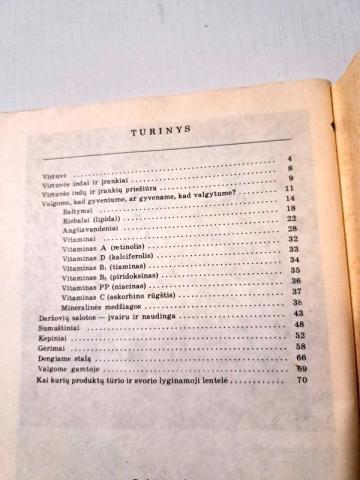 TURINYS
Virtuvė 4
Virtuvės indai ir įrankiai 8
Virtuvės indų ir įrankių priežiūra 9
Valgome, kad gyventume, ar gyvename, kad valgytume? 11
Baltymai 14
Riebalai (lipidai) 18
Angliavandeniai 22
Vitaminai 28
Vitaminas A (retinolis) 32
Vitaminas D (kalciferolis) 33
Vitaminas B₁ (tiaminas) 34
Vitaminas B₆ (piridoksinas) 35
Vitaminas PP (niacinas) 36
Vitaminas C (askorbino rūgštis) 37
Mineralinės medžiagos 38
Daržovių salotos — įvairu ir naudinga 43
Sumuštiniai 48
Kepiniai 52
Gėrimai 58
Dengiame stalą 66
Valgome gamtoje 69
Kai kurių produktų tūrio ir svorio lyginamoji lentelė 70